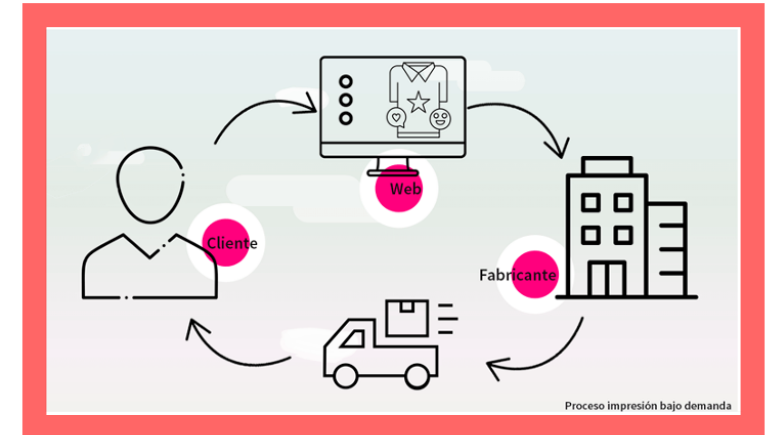 Web
Cliente
Fabricante
Proceso impresión bajo demanda